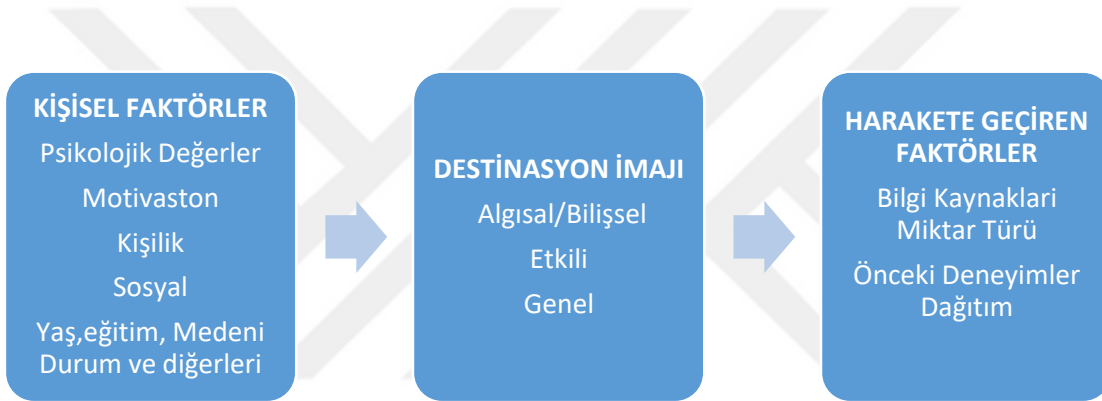 KİŞİSEL FAKTÖRLER
Psikolojik Değerler
Motivaston
Kişilik
Sosyal
Yaş,eğitim, Medeni
Durum ve diğerleri
DESTİNASYON İMAJI
Algısal/Bilişsel
Etkili
Genel
HARAKETE GEÇİREN
FAKTÖRLER
Bilgi Kaynaklari
Miktar Türü
Önceki Deneyimler
Dağıtım